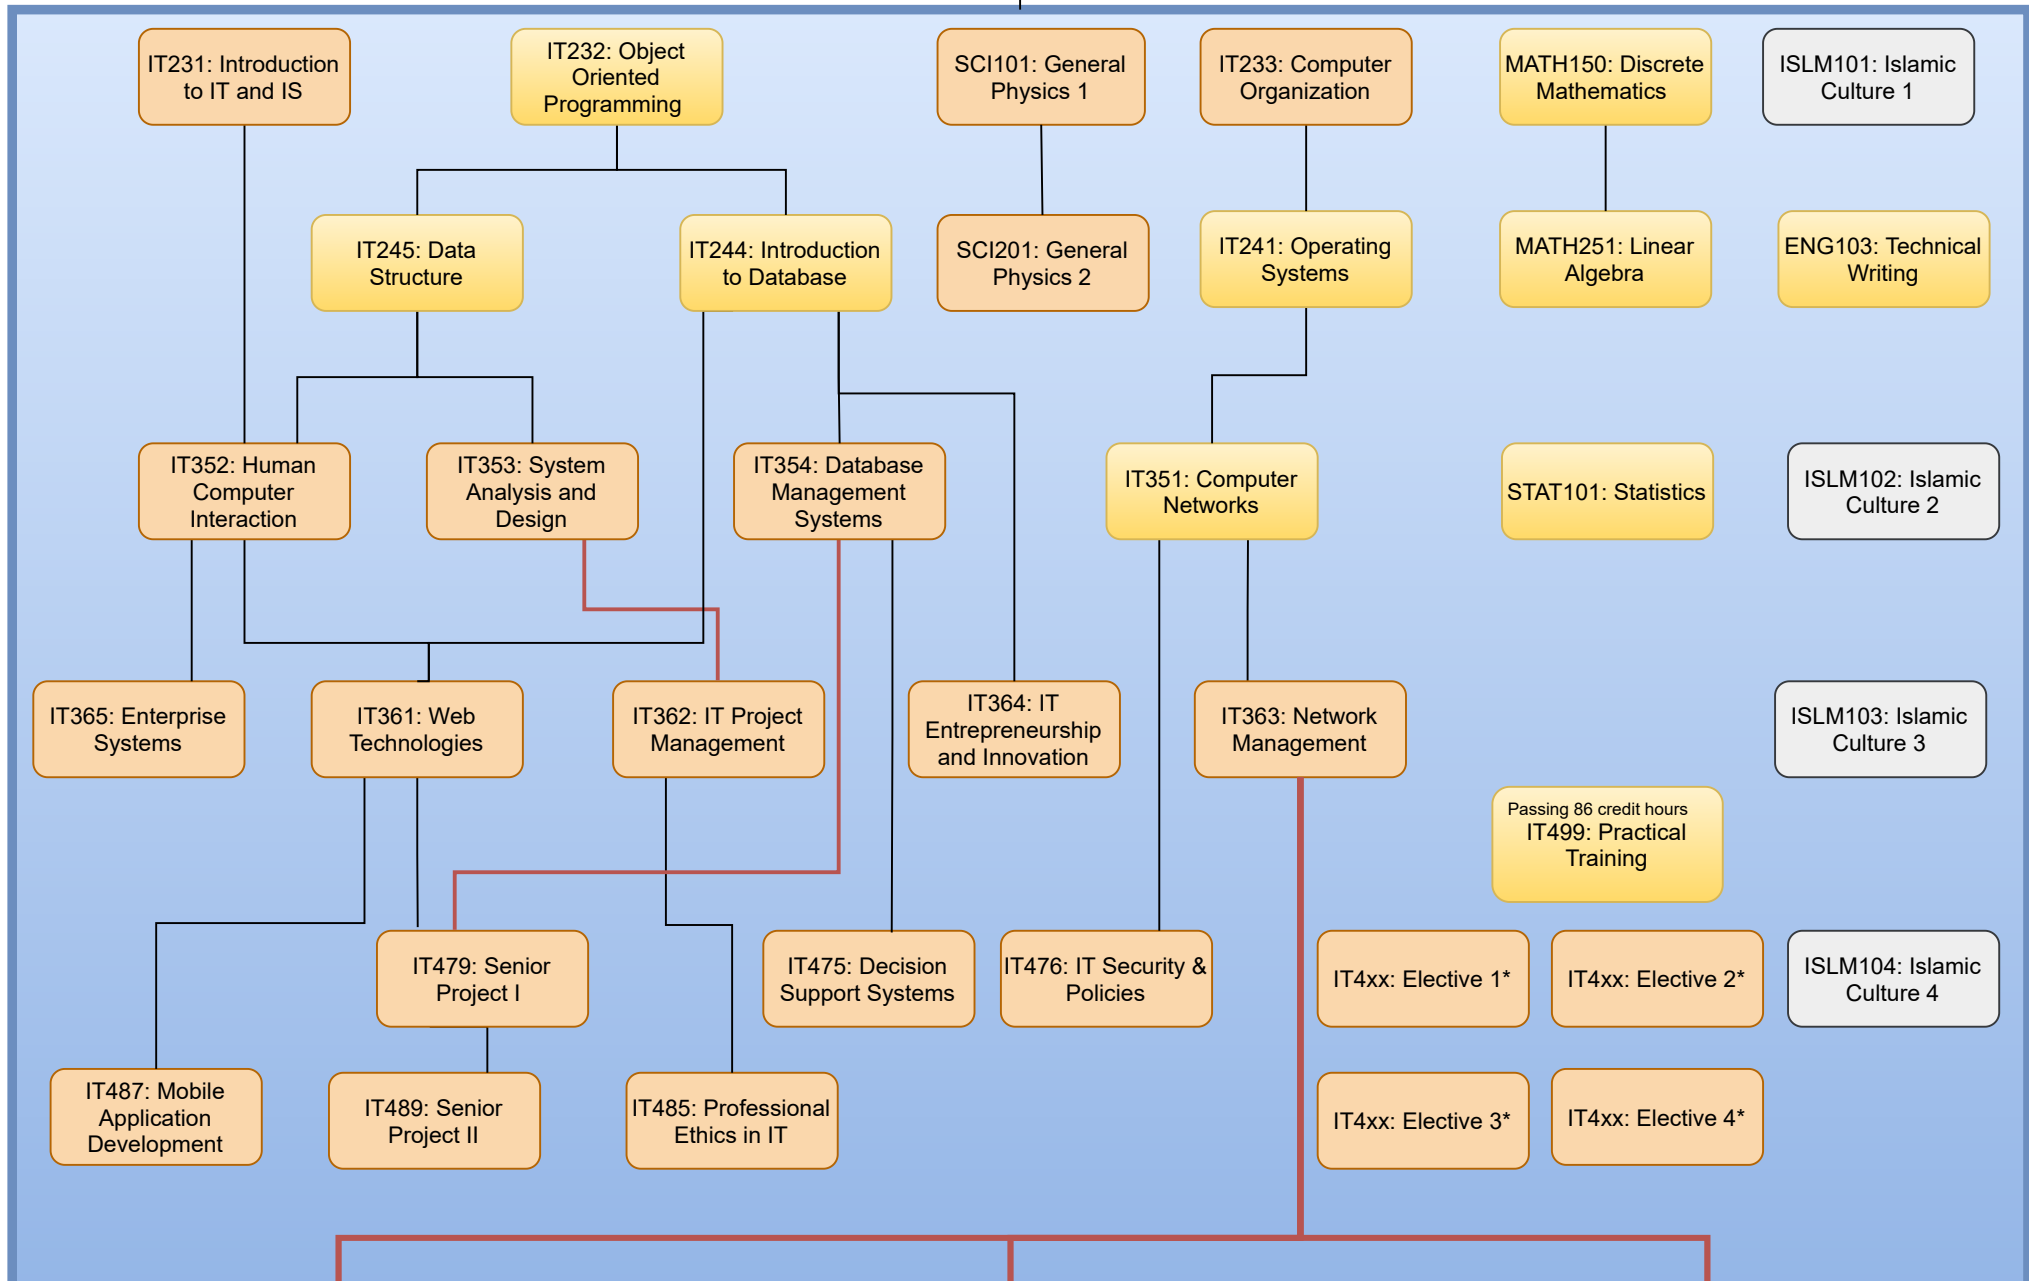 IT231: Introduction
to IT and IS
IT232: Object
Oriented
Programming
SCI101: General
Physics 1
IT233: Computer
Organization
MATH150: Discrete
Mathematics
ISLM101: Islamic
Culture 1
IT245: Data
Structure
IT244: Introduction
to Database
SCI201: General
Physics 2
IT241: Operating
Systems
MATH251: Linear
Algebra
ENG103: Technical
Writing
IT352: Human
Computer
Interaction
IT353: System
Analysis and
Design
IT354: Database
Management
Systems
IT351: Computer
Networks
STAT101: Statistics
ISLM102: Islamic
Culture 2
IT365: Enterprise
Systems
IT361: Web
Technologies
IT362: IT Project
Management
IT364: IT
Entrepreneurship
and Innovation
IT363: Network
Management
ISLM103: Islamic
Culture 3
Passing 86 credit hours
IT499: Practical
Training
IT479: Senior
Project I
IT475: Decision
Support Systems
IT476: IT Security &
Policies
IT4xx: Elective 1*
IT4xx: Elective 2*
ISLM104: Islamic
Culture 4
IT487: Mobile
Application
Development
IT489: Senior
Project II
IT485: Professional
Ethics in IT
IT4xx: Elective 3*
IT4xx: Elective 4*